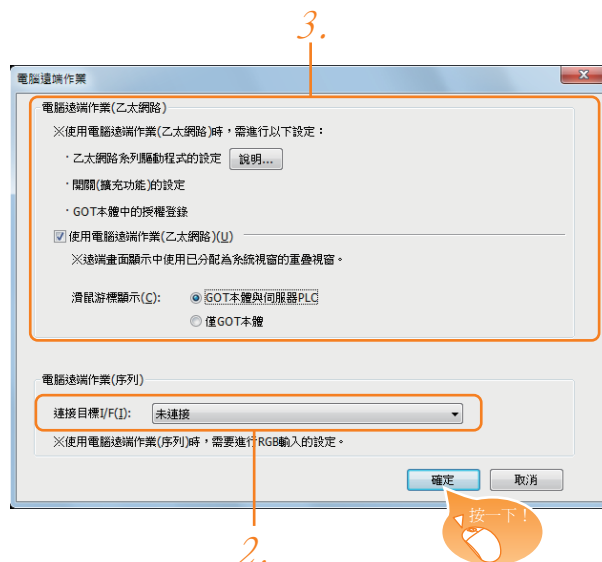 3.
電腦遠端作業
電腦遠端作業(乙太網路)
※使用電腦遠端作業(乙太網路)時，需進行以下設定：
‧乙太網路系列驅動程式的設定 說明...
‧開關(擴充功能)的設定
‧GOT本體中的授權登錄
使用電腦遠端作業(乙太網路)(U)
※遠端畫面顯示中使用已分配為系統視窗的重疊視窗。
滑鼠游標顯示(C): GOT本體與伺服器PLC
僅GOT本體
電腦遠端作業(序列)
連接目標I/F(I): 未連接
※使用電腦遠端作業(序列)時，需要進行RGB輸入的設定。
確定 取消
按一下！
2.